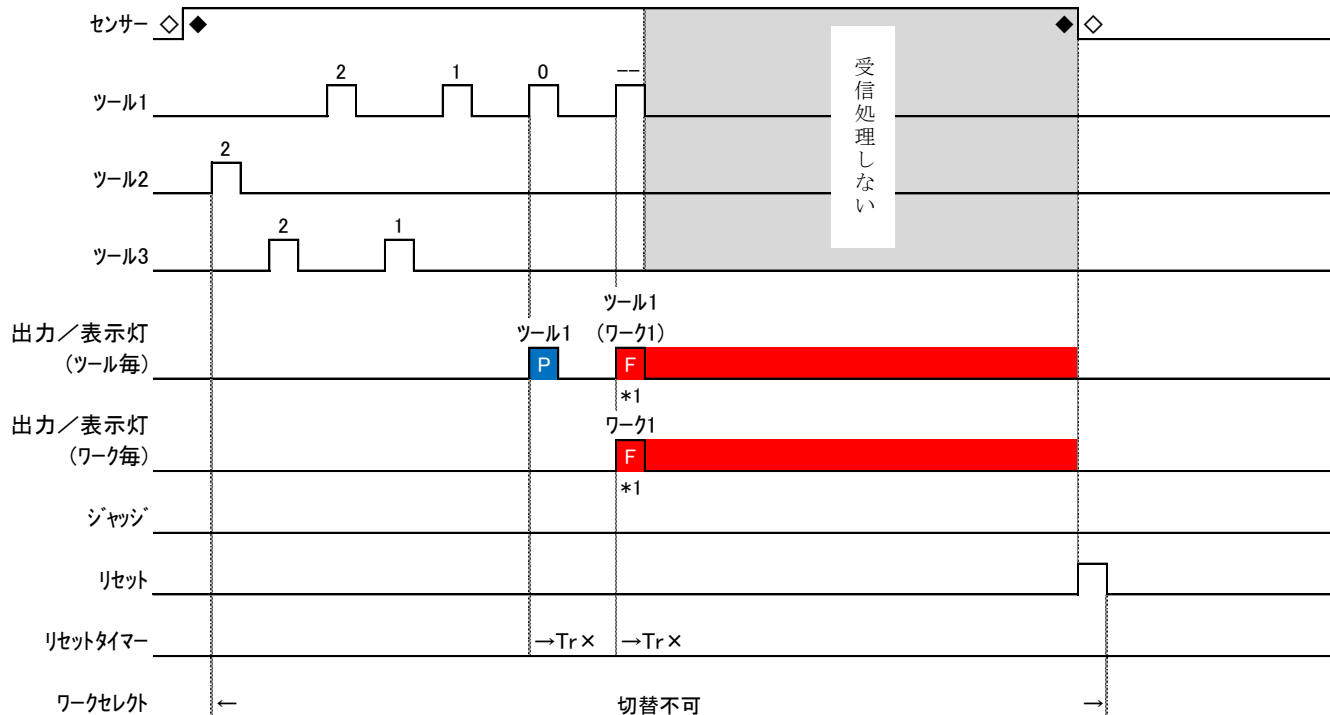 センサー ◇ ◆ ◆ ◇
受信処理しない
2 1 0 --
ツール1
2
ツール2
2 1
ツール3
ツール1
ツール1 (ワーク1)
出力／表示灯
(ツール毎)
P F
*1
ワーク1
出力／表示灯
(ワーク毎)
F
*1
ジャッジ
リセット
リセットタイマー →Tr× →Tr×
ワークセレクト ← 切替不可 →